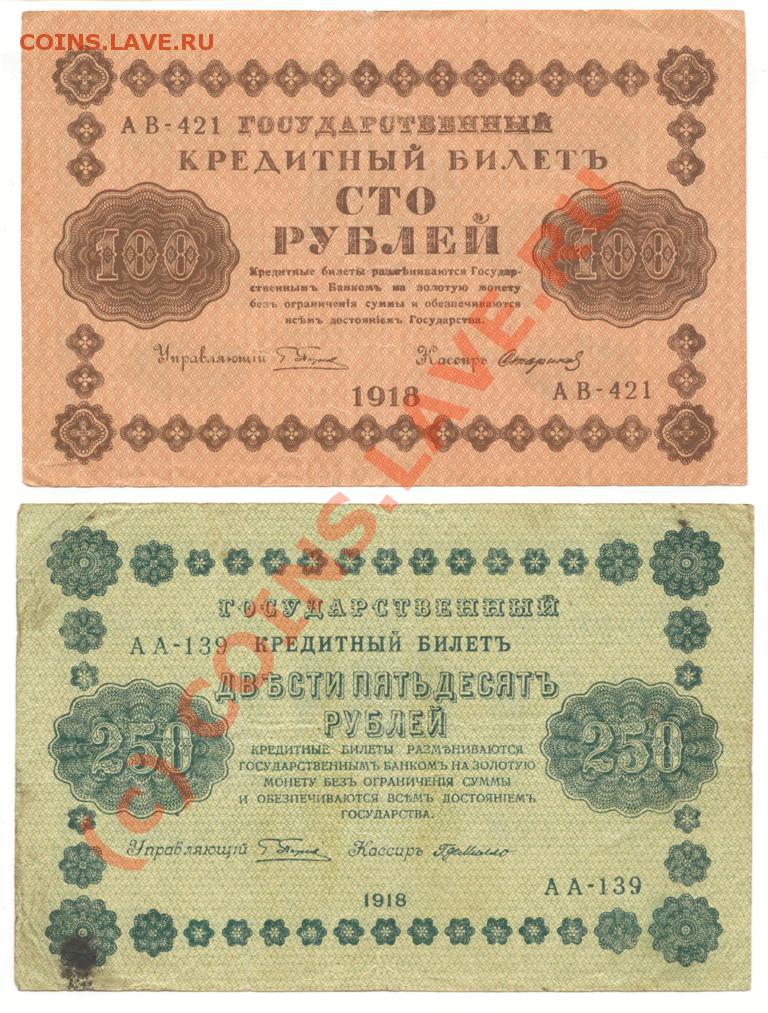 COINS.LAVE.РУ
АВ-421 ГОСУДАРСТВЕННЫЙ
КРЕДИТНЫЙ БИЛЕТЪ
СТО
РУБЛЕЙ
100 100
Кредитные билеты размѣниваются Государ-
ственнымъ Банкомъ на золотую монету
безъ ограниченія суммы и обезпечиваются
всѣмъ достояніемъ Государства.
Управляющій Кассиръ
1918
АВ-421
ГОСУДАРСТВЕННЫЙ
АА-139 КРЕДИТНЫЙ БИЛЕТЪ
ДВѢСТИ ПЯТЬДЕСЯТЪ
РУБЛЕЙ
250 250
КРЕДИТНЫЕ БИЛЕТЫ РАЗМѢНИВАЮТСЯ
ГОСУДАРСТВЕННЫМЪ БАНКОМЪ НА ЗОЛОТУЮ
МОНЕТУ БЕЗЪ ОГРАНИЧЕНІЯ СУММЫ
И ОБЕЗПЕЧИВАЮТСЯ ВСѢМЪ ДОСТОЯНІЕМЪ
ГОСУДАРСТВА.
Управляющій Кассиръ
АА-139
1918
(c) COINS.LAVE.RU